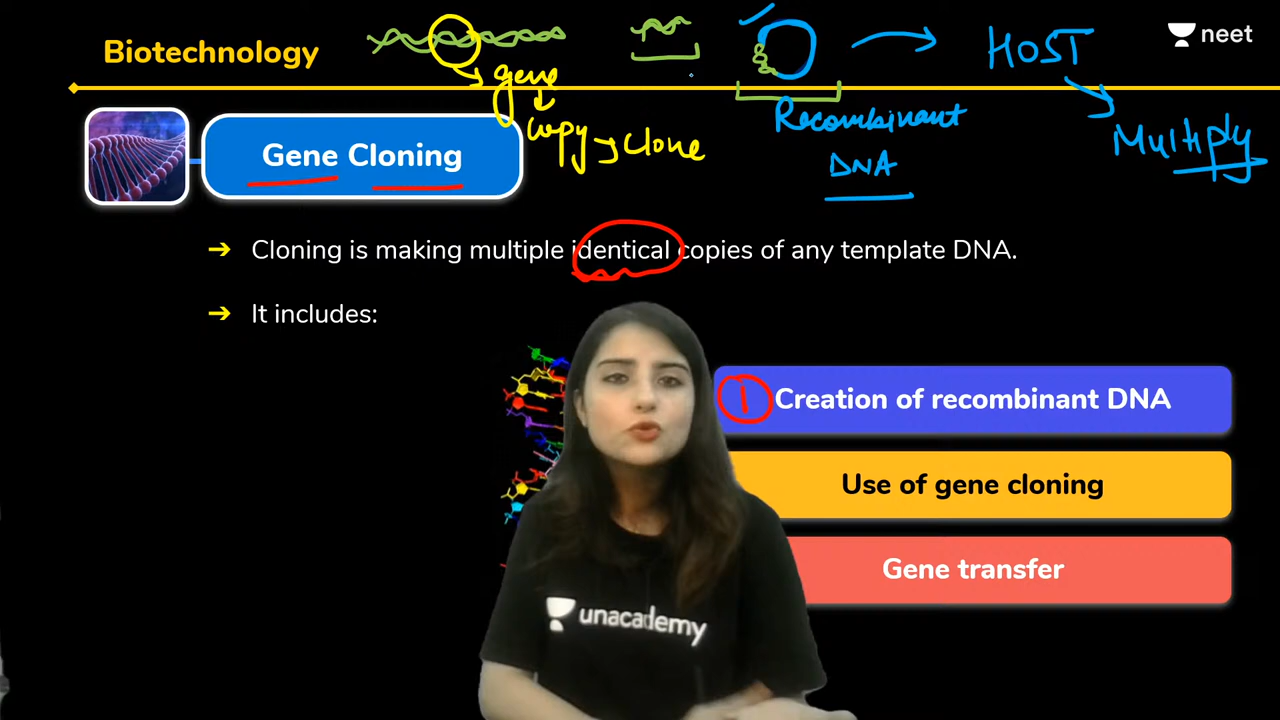 Biotechnology
HOST
neet
gene
copy → Clone
Recombinant
DNA
Multiply
Gene Cloning
→ Cloning is making multiple identical copies of any template DNA.
→ It includes:
1 Creation of recombinant DNA
Use of gene cloning
Gene transfer
unacademy